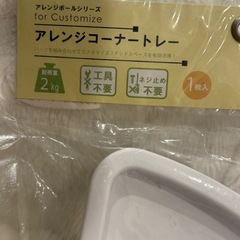 アレンジポールシリーズ
for Customize
アレンジコーナートレー
耐荷重
2kg
工具
不要
ネジ止め
不要
1枚入